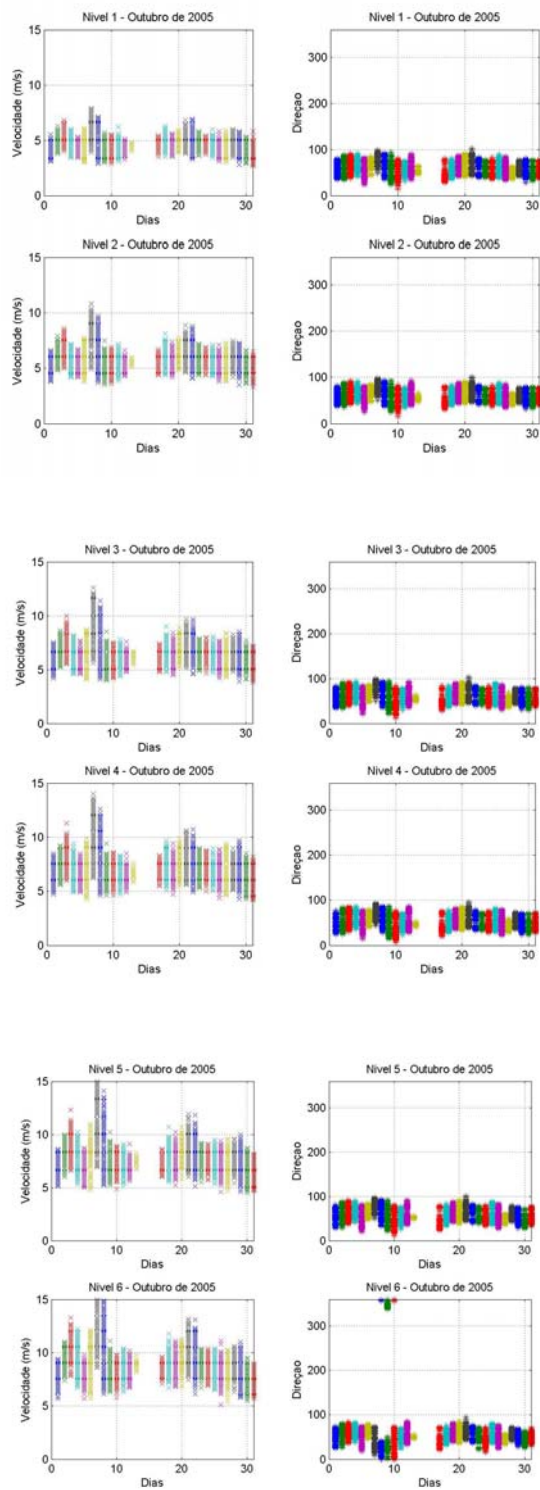 Nivel 1 - Outubro de 2005
Nivel 1 - Outubro de 2005
15
10
5
0
Velocidade (m/s)
0 10 20 30
Dias
300
200
100
0
Direçao
0 10 20 30
Dias
Nivel 2 - Outubro de 2005
Nivel 2 - Outubro de 2005
15
10
5
0
Velocidade (m/s)
0 10 20 30
Dias
300
200
100
0
Direçao
0 10 20 30
Dias
Nivel 3 - Outubro de 2005
Nivel 3 - Outubro de 2005
15
10
5
0
Velocidade (m/s)
0 10 20 30
Dias
300
200
100
0
Direçao
0 10 20 30
Dias
Nivel 4 - Outubro de 2005
Nivel 4 - Outubro de 2005
15
10
5
0
Velocidade (m/s)
0 10 20 30
Dias
300
200
100
0
Direçao
0 10 20 30
Dias
Nivel 5 - Outubro de 2005
Nivel 5 - Outubro de 2005
15
10
5
0
Velocidade (m/s)
0 10 20 30
Dias
300
200
100
0
Direçao
0 10 20 30
Dias
Nivel 6 - Outubro de 2005
Nivel 6 - Outubro de 2005
15
10
5
0
Velocidade (m/s)
0 10 20 30
Dias
300
200
100
0
Direçao
0 10 20 30
Dias